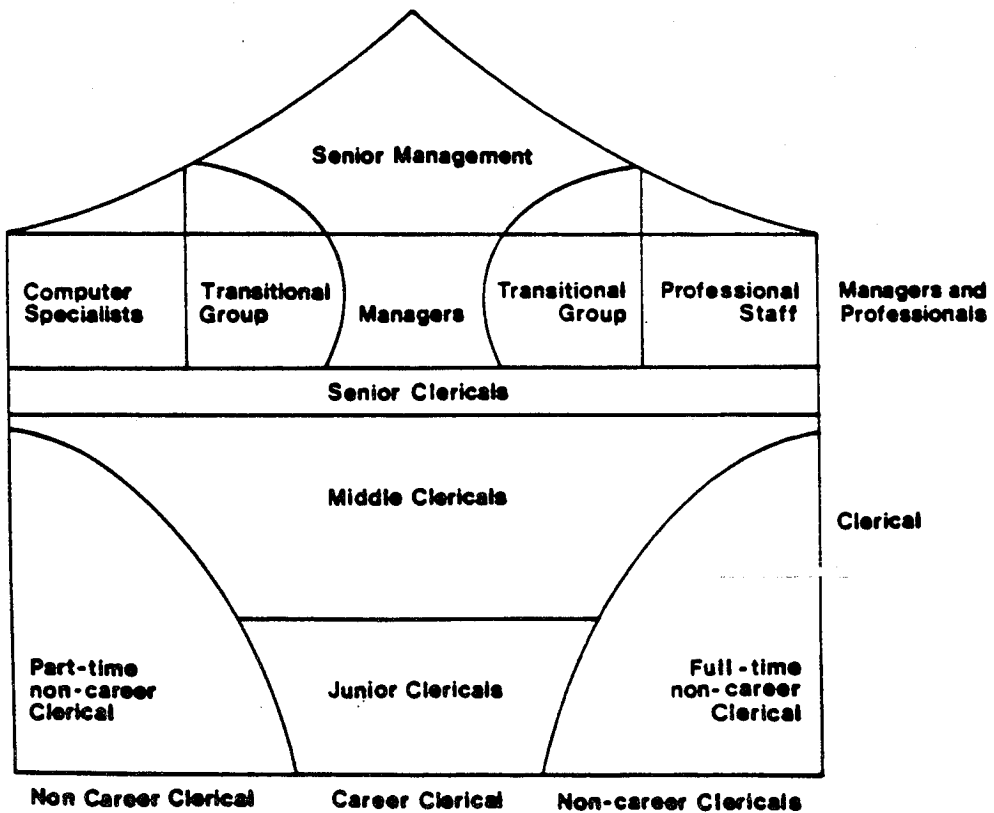 Senior Management
Computer
Specialists
Transitional
Group
Managers
Transitional
Group
Professional
Staff
Managers and
Professionals
Senior Clericals
Middle Clericals
Clerical
Part-time
non-career
Clerical
Junior Clericals
Full-time
non-career
Clerical
Non Career Clerical
Career Clerical
Non-career Clericals